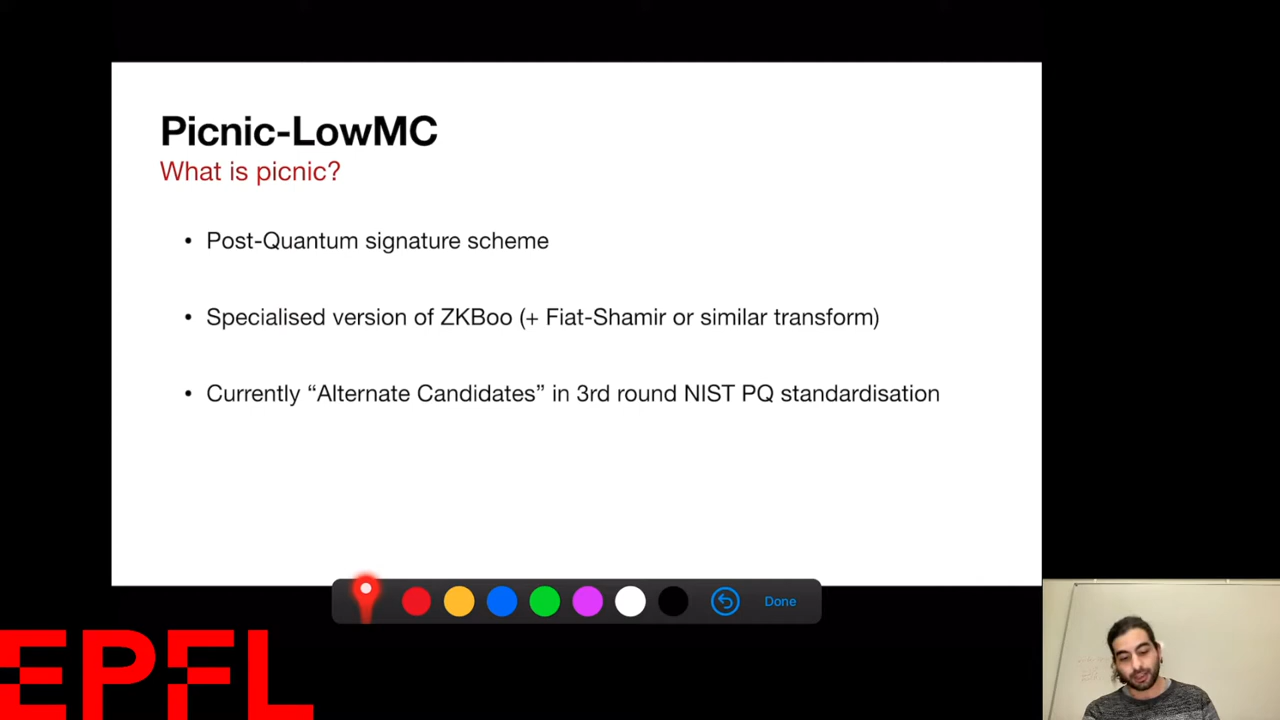 Picnic-LowMC
What is picnic?
• Post-Quantum signature scheme
• Specialised version of ZKBoo (+ Fiat-Shamir or similar transform)
• Currently “Alternate Candidates” in 3rd round NIST PQ standardisation
Done
EPFL